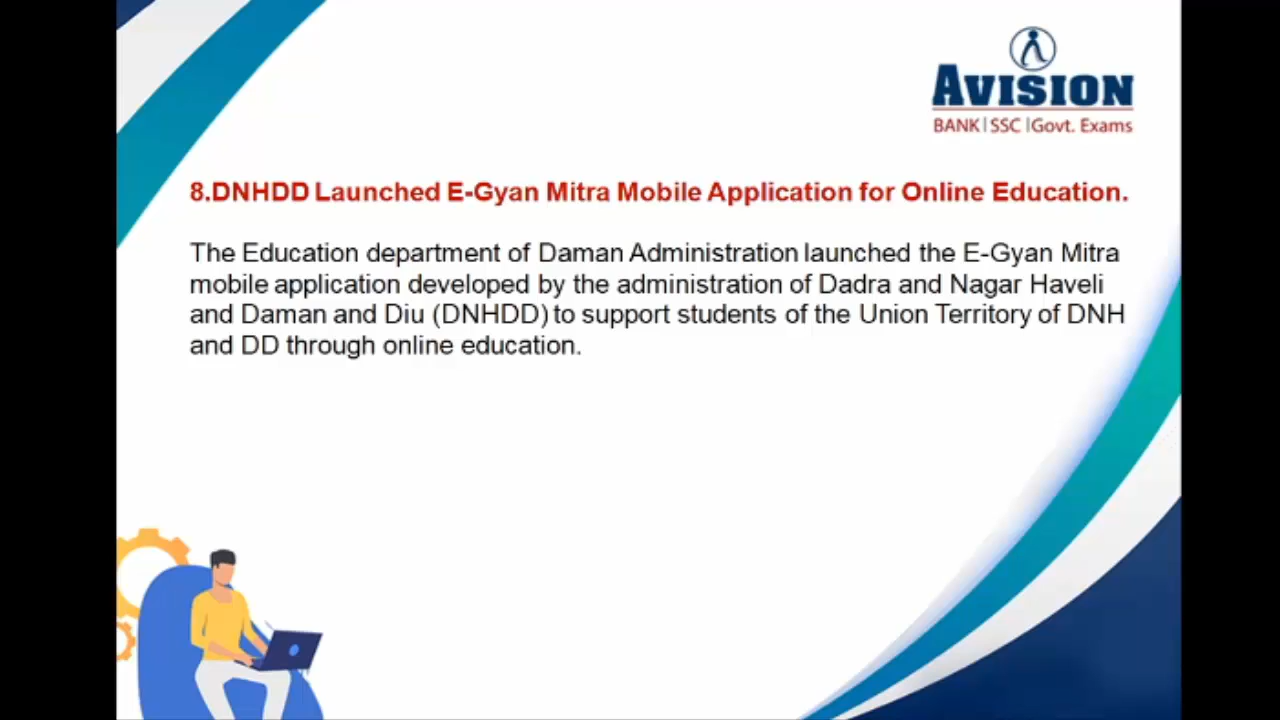 AVISION
BANK | SSC | Govt. Exams
8.DNHDD Launched E-Gyan Mitra Mobile Application for Online Education.
The Education department of Daman Administration launched the E-Gyan Mitra
mobile application developed by the administration of Dadra and Nagar Haveli
and Daman and Diu (DNHDD) to support students of the Union Territory of DNH
and DD through online education.